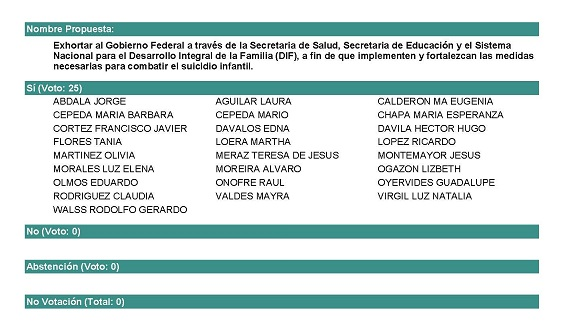 Nombre Propuesta:
Exhortar al Gobierno Federal a través de la Secretaria de Salud, Secretaria de Educación y el Sistema
Nacional para el Desarrollo Integral de la Familia (DIF), a fin de que implementen y fortalezcan las medidas
necesarias para combatir el suicidio infantil.
Sí (Voto: 25)
ABDALA JORGE AGUILAR LAURA CALDERON MA EUGENIA
CEPEDA MARIA BARBARA CEPEDA MARIO CHAPA MARIA ESPERANZA
CORTEZ FRANCISCO JAVIER DAVALOS EDNA DAVILA HECTOR HUGO
FLORES TANIA LOERA MARTHA LOPEZ RICARDO
MARTINEZ OLIVIA MERAZ TERESA DE JESUS MONTEMAYOR JESUS
MORALES LUZ ELENA MOREIRA ALVARO OGAZON LIZBETH
OLMOS EDUARDO ONOFRE RAUL OYERVIDES GUADALUPE
RODRIGUEZ CLAUDIA VALDES MAYRA VIRGIL LUZ NATALIA
WALSS RODOLFO GERARDO
No (Voto: 0)
Abstención (Voto: 0)
No Votación (Total: 0)